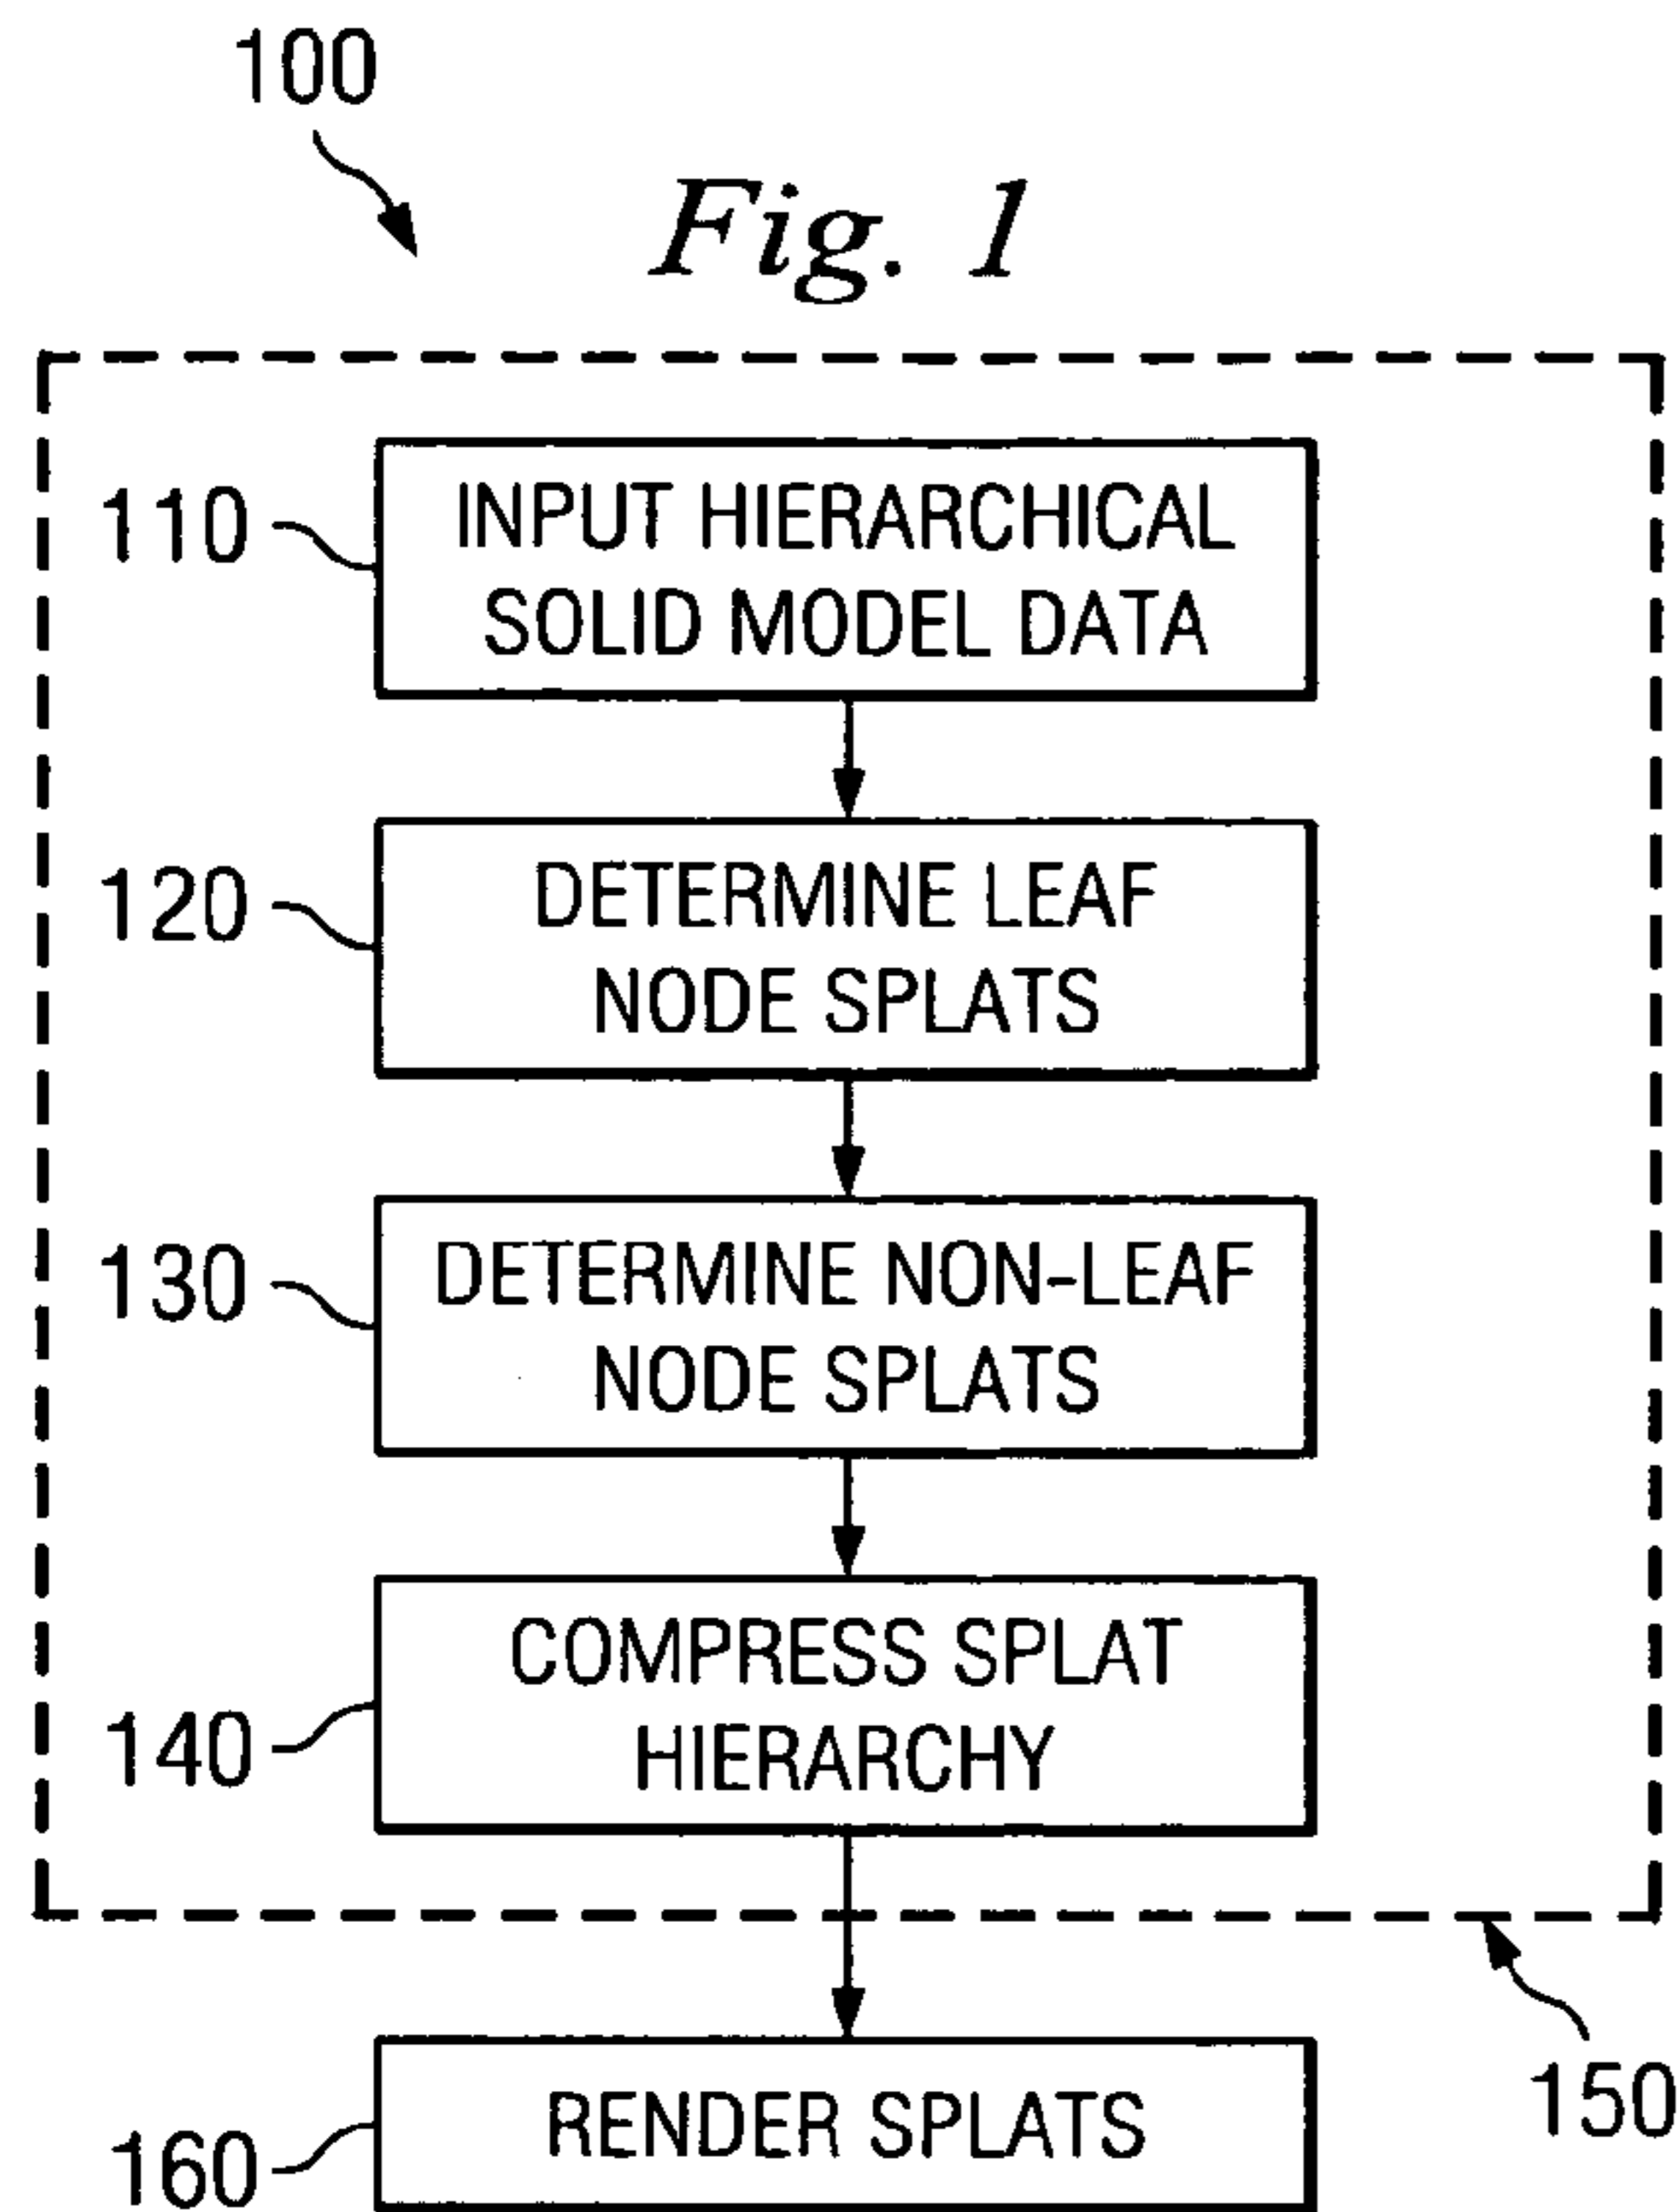 100
Fig. 1
110
INPUT HIERARCHICAL
SOLID MODEL DATA
120
DETERMINE LEAF
NODE SPLATS
130
DETERMINE NON-LEAF
NODE SPLATS
140
COMPRESS SPLAT
HIERARCHY
150
160
RENDER SPLATS